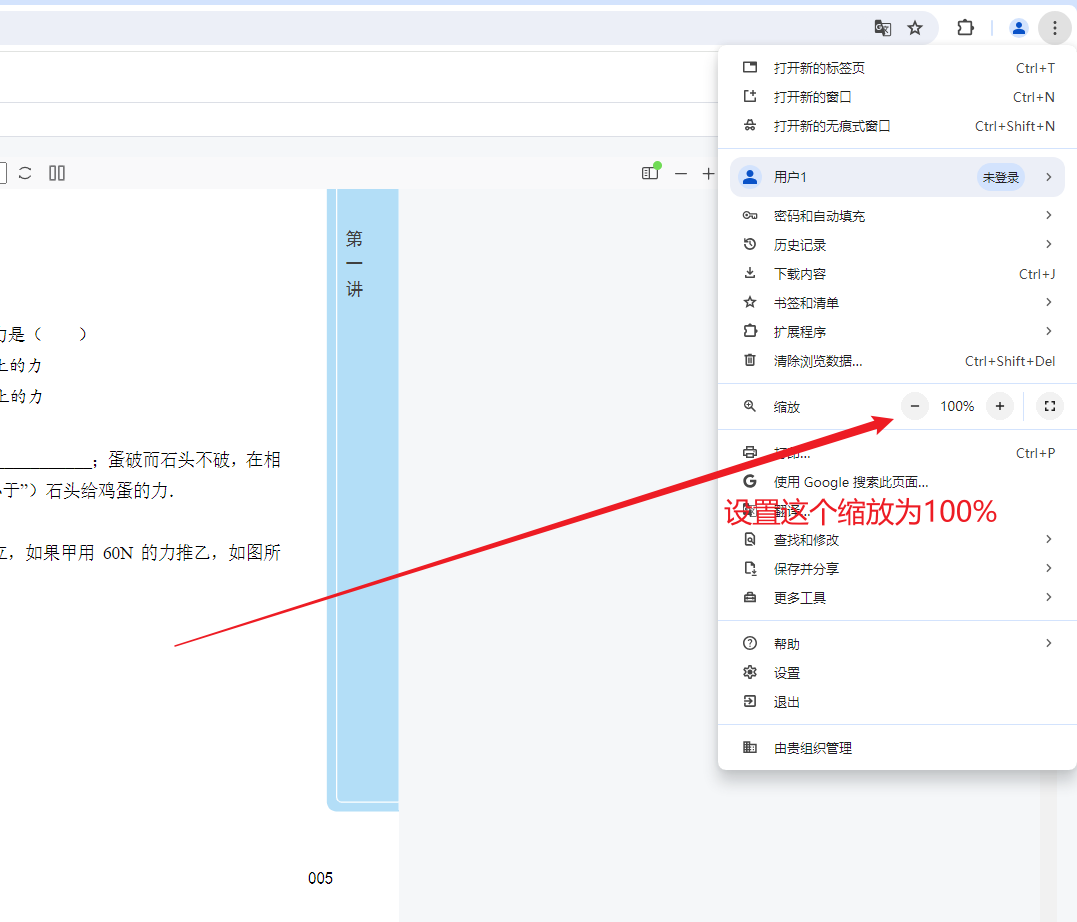 打开新的标签页 Ctrl+T
打开新的窗口 Ctrl+N
打开新的无痕式窗口 Ctrl+Shift+N
用户1 未登录
密码和自动填充
历史记录
下载内容 Ctrl+J
书签和清单
扩展程序
清除浏览数据... Ctrl+Shift+Del
缩放 − 100% +
打印... Ctrl+P
使用 Google 搜索此页面...
设置这个缩放为100%
翻译...
查找和修改
保存并分享
更多工具
帮助
设置
退出
由贵组织管理
第
一
讲
是（ ）
的力
的力
；蛋破而石头不破，在相
于”）石头给鸡蛋的力．
，如果甲用 60N 的力推乙，如图所
005